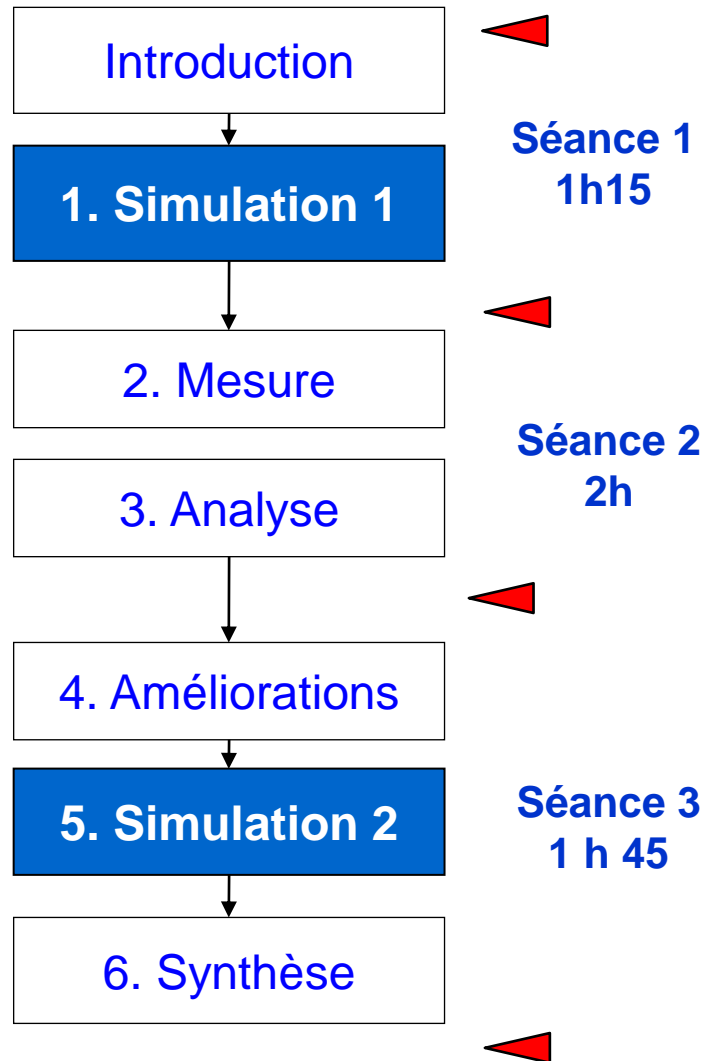 Introduction
Séance 1
1h15
1. Simulation 1
2. Mesure
Séance 2
2h
3. Analyse
4. Améliorations
5. Simulation 2
Séance 3
1 h 45
6. Synthèse